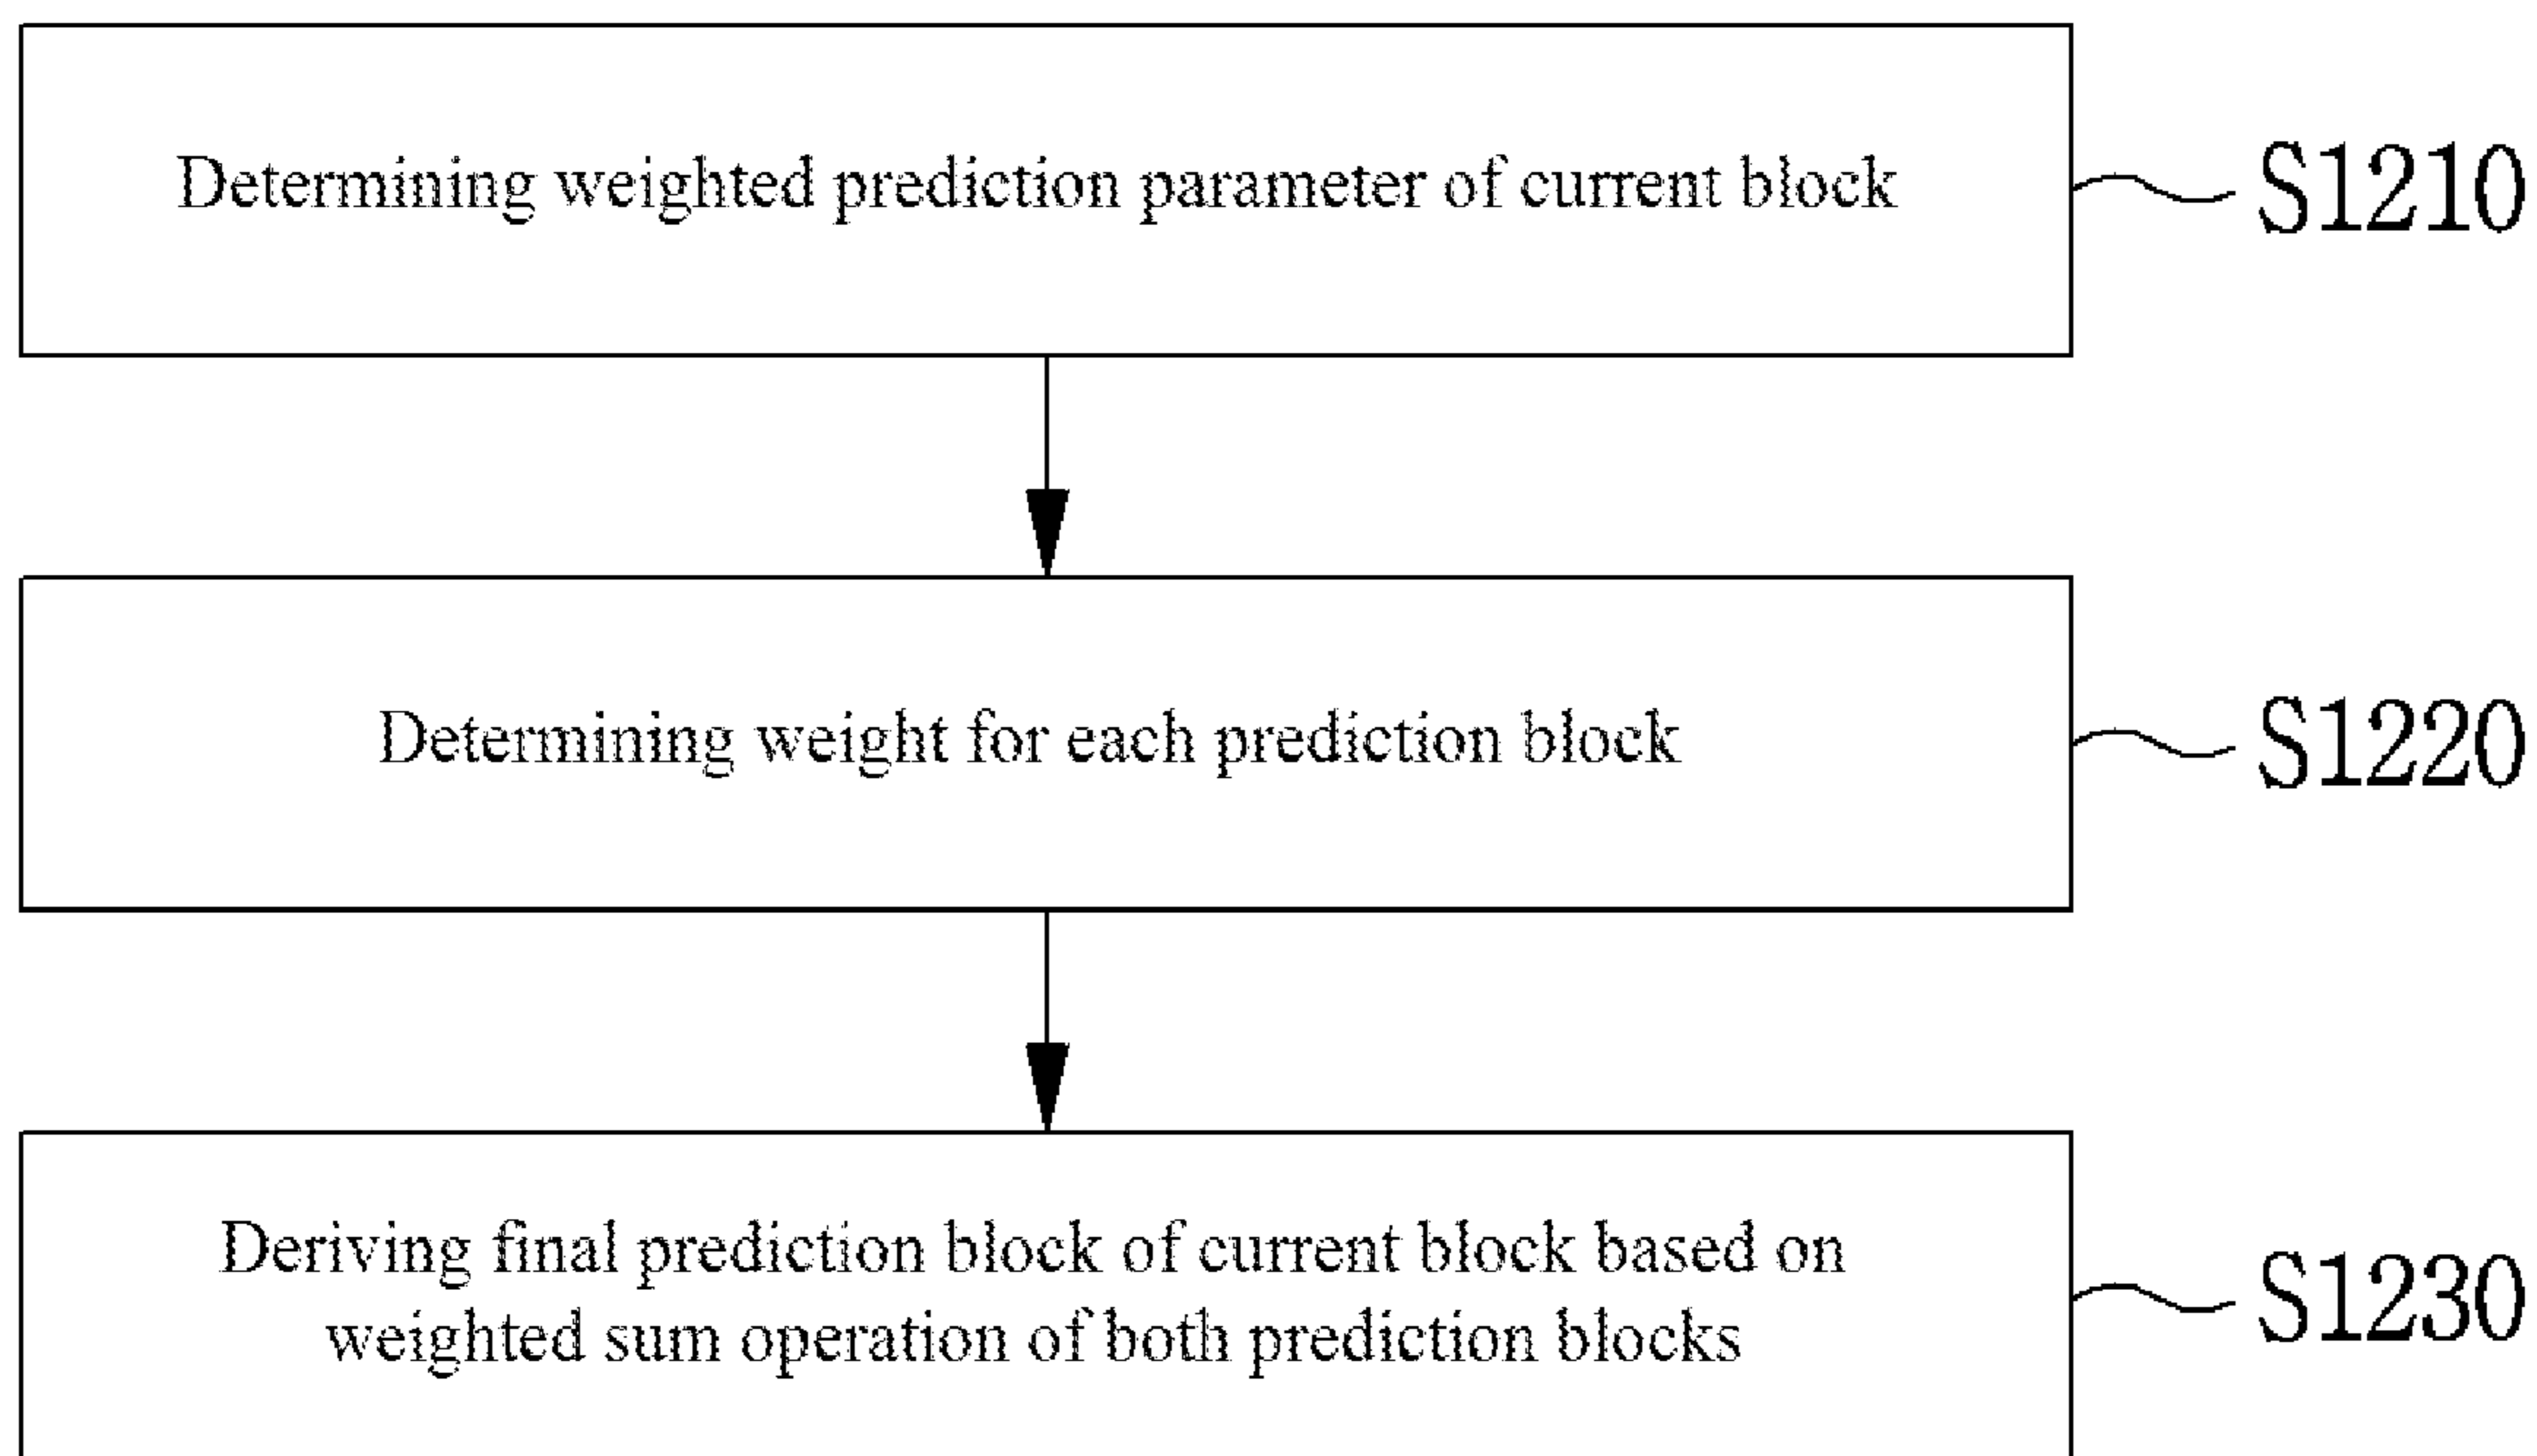 Determining weighted prediction parameter of current block
S1210
Determining weight for each prediction block
S1220
Deriving final prediction block of current block based on
weighted sum operation of both prediction blocks
S1230